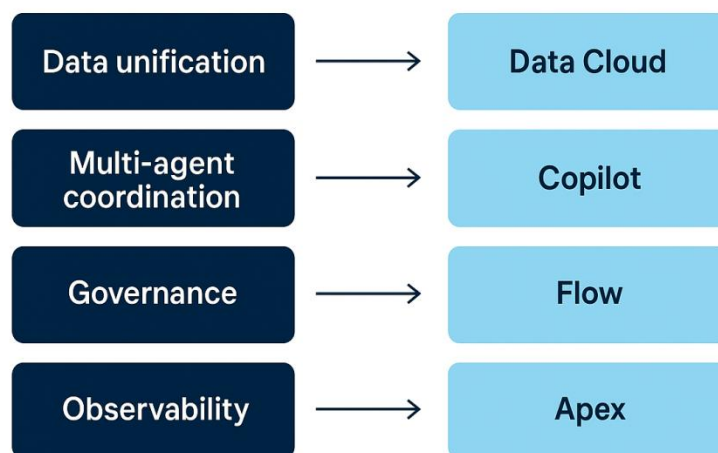 Data unification
Data Cloud
Multi-agent
coordination
Copilot
Governance
Flow
Observability
Apex